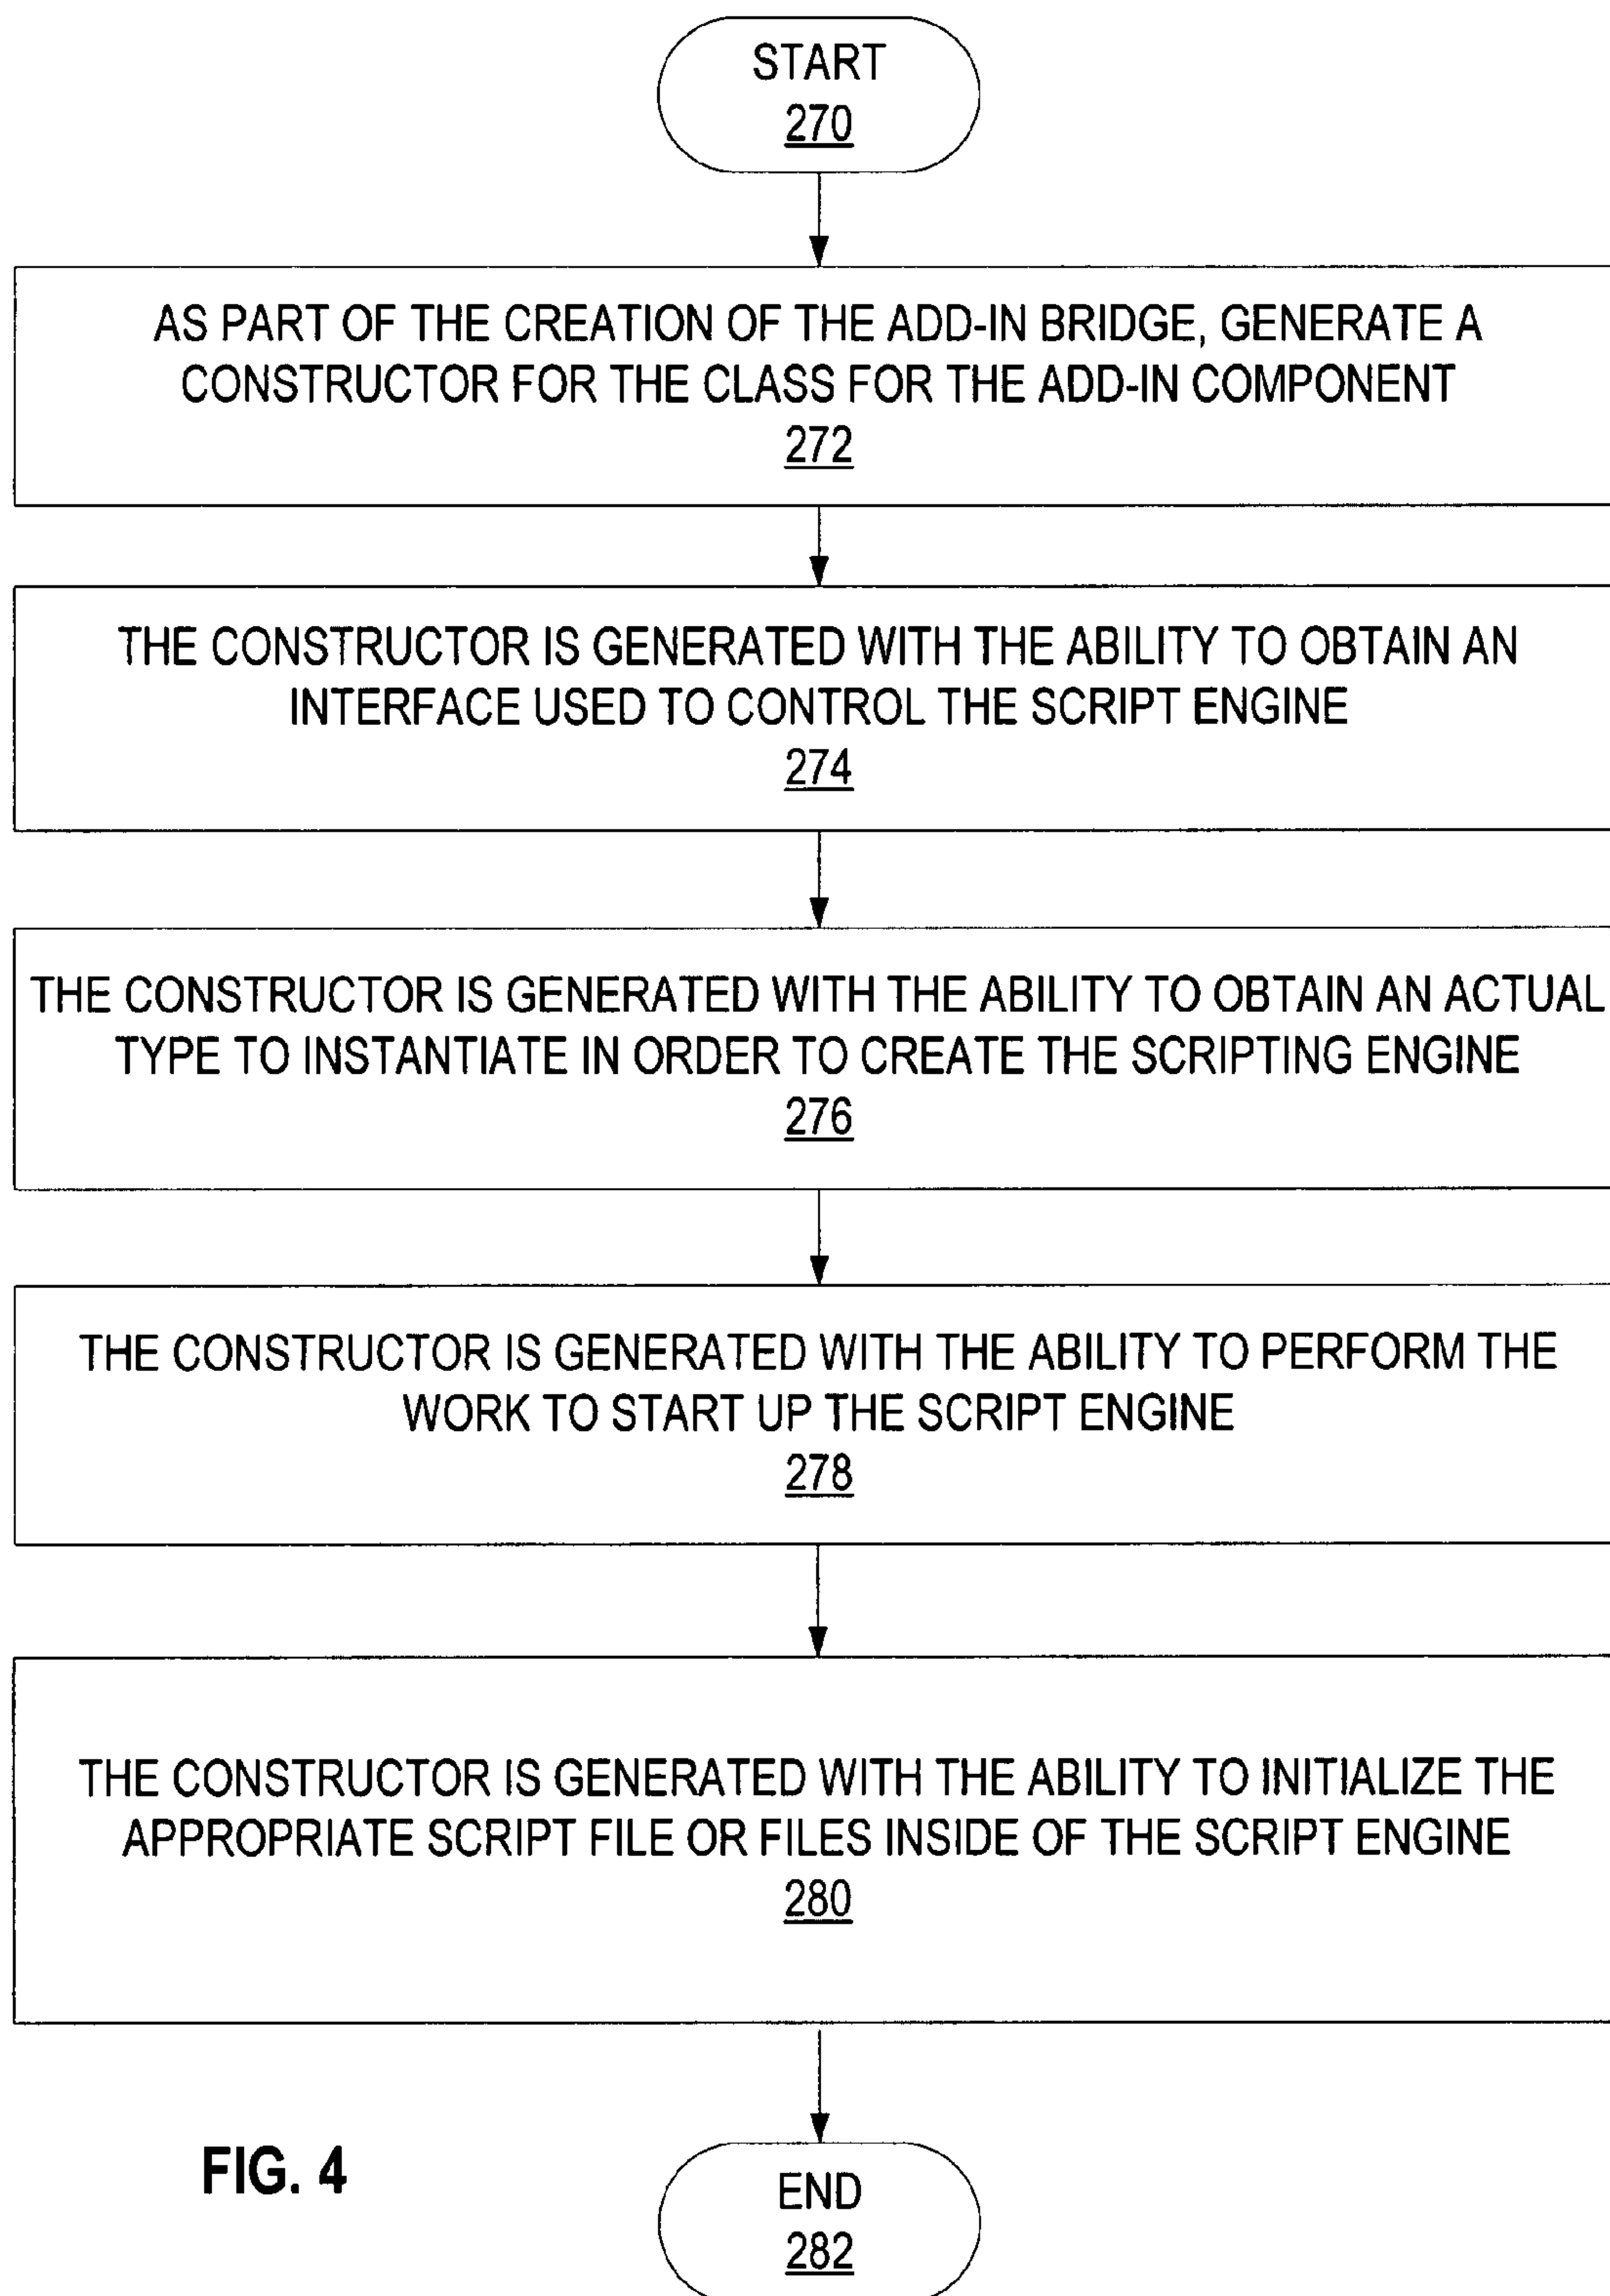 START
270
AS PART OF THE CREATION OF THE ADD-IN BRIDGE, GENERATE A
CONSTRUCTOR FOR THE CLASS FOR THE ADD-IN COMPONENT
272
THE CONSTRUCTOR IS GENERATED WITH THE ABILITY TO OBTAIN AN
INTERFACE USED TO CONTROL THE SCRIPT ENGINE
274
THE CONSTRUCTOR IS GENERATED WITH THE ABILITY TO OBTAIN AN ACTUAL
TYPE TO INSTANTIATE IN ORDER TO CREATE THE SCRIPTING ENGINE
276
THE CONSTRUCTOR IS GENERATED WITH THE ABILITY TO PERFORM THE
WORK TO START UP THE SCRIPT ENGINE
278
THE CONSTRUCTOR IS GENERATED WITH THE ABILITY TO INITIALIZE THE
APPROPRIATE SCRIPT FILE OR FILES INSIDE OF THE SCRIPT ENGINE
280
FIG. 4
END
282